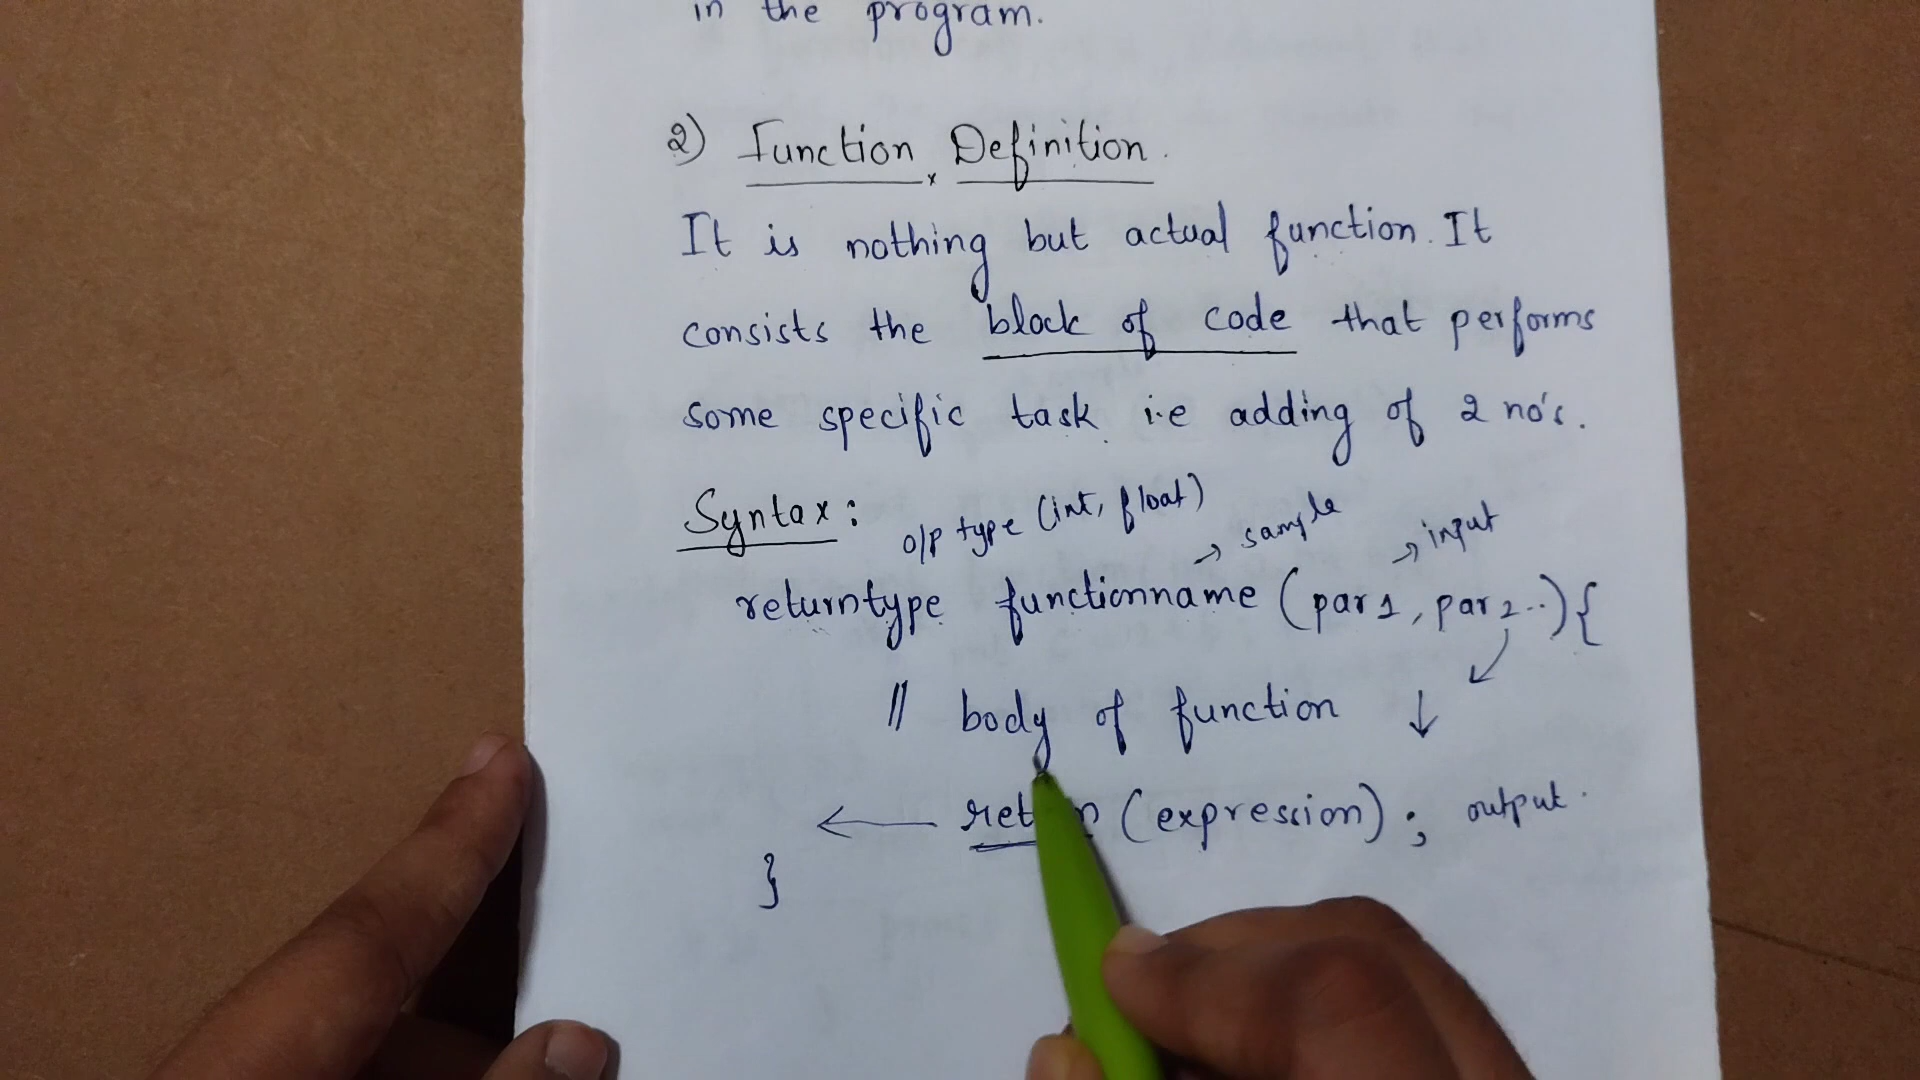 in the program.
2) Function Definition.
It is nothing but actual function. It
consists the block of code that performs
some specific task i.e adding of 2 no's.
Syntax: o/p type (int, float) → sample → input
returntype functionname (par1, par2..){
// body of function
return (expression); output.
}